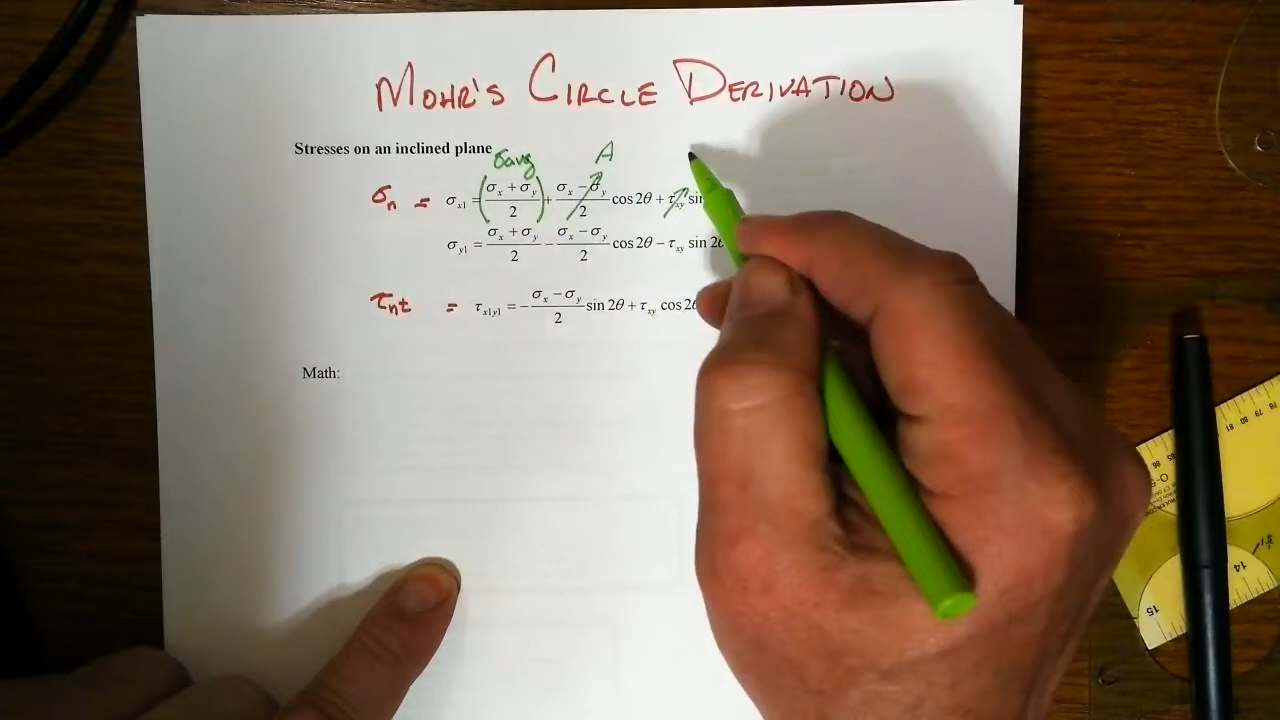 MOHR'S CIRCLE DERIVATION
Stresses on an inclined plane
σavg A
σn = σx1 = (σx + σy)/2 + (σx − σy)/2 cos 2θ + τxy sin
σy1 = (σx + σy)/2 − (σx − σy)/2 cos 2θ − τxy sin 2θ
τnt = τx1y1 = − (σx − σy)/2 sin 2θ + τxy cos 2θ
Math:
15
14